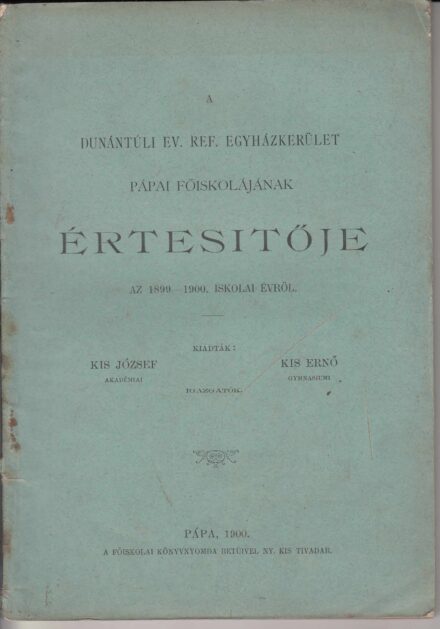 A
DUNÁNTÚLI EV. REF. EGYHÁZKERÜLET
PÁPAI FŐISKOLÁJÁNAK
ÉRTESITŐJE
AZ 1899—1900. ISKOLAI ÉVRŐL.
KIADTÁK:
KIS JÓZSEF
AKADÉMIAI
KIS ERNŐ
GYMNASIUMI
IGAZGATÓK.
PÁPA, 1900.
A FŐISKOLAI KÖNYVNYOMDA BETŰIVEL NY. KIS TIVADAR.